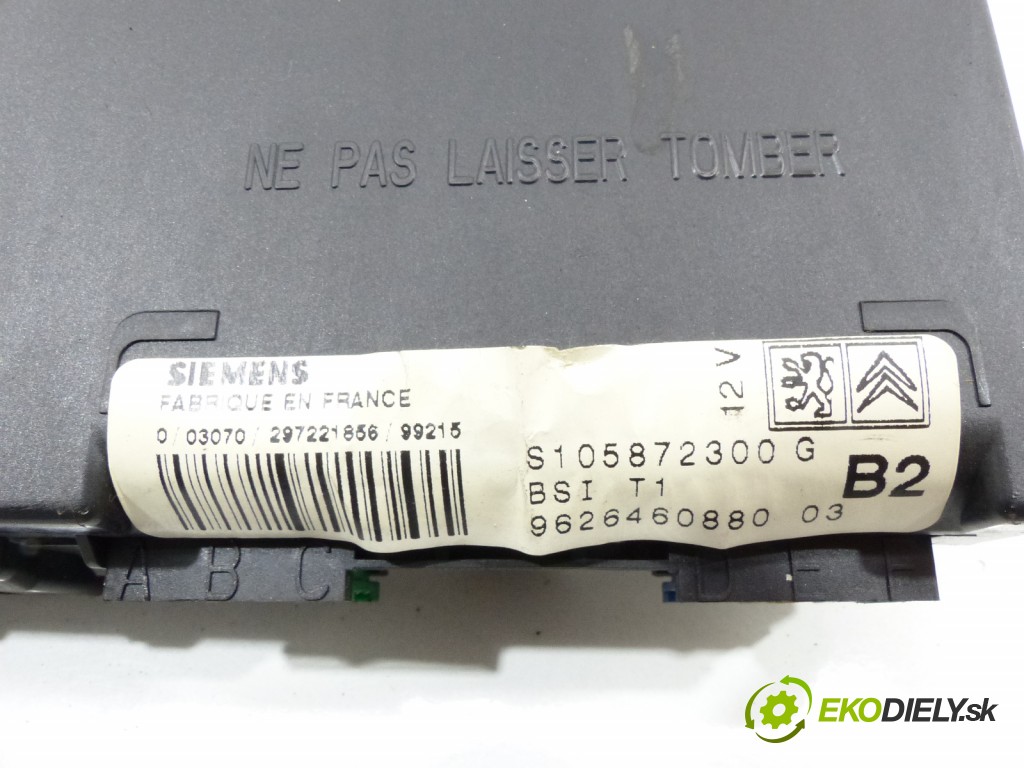 NE PAS LAISSER TOMBER
SIEMENS
FABRIQUE EN FRANCE
0/03070/297221856/99215
12 V
S105872300 G
BSI T1
B2
9626460880 03
A B C D E F
EKODIELY.sk